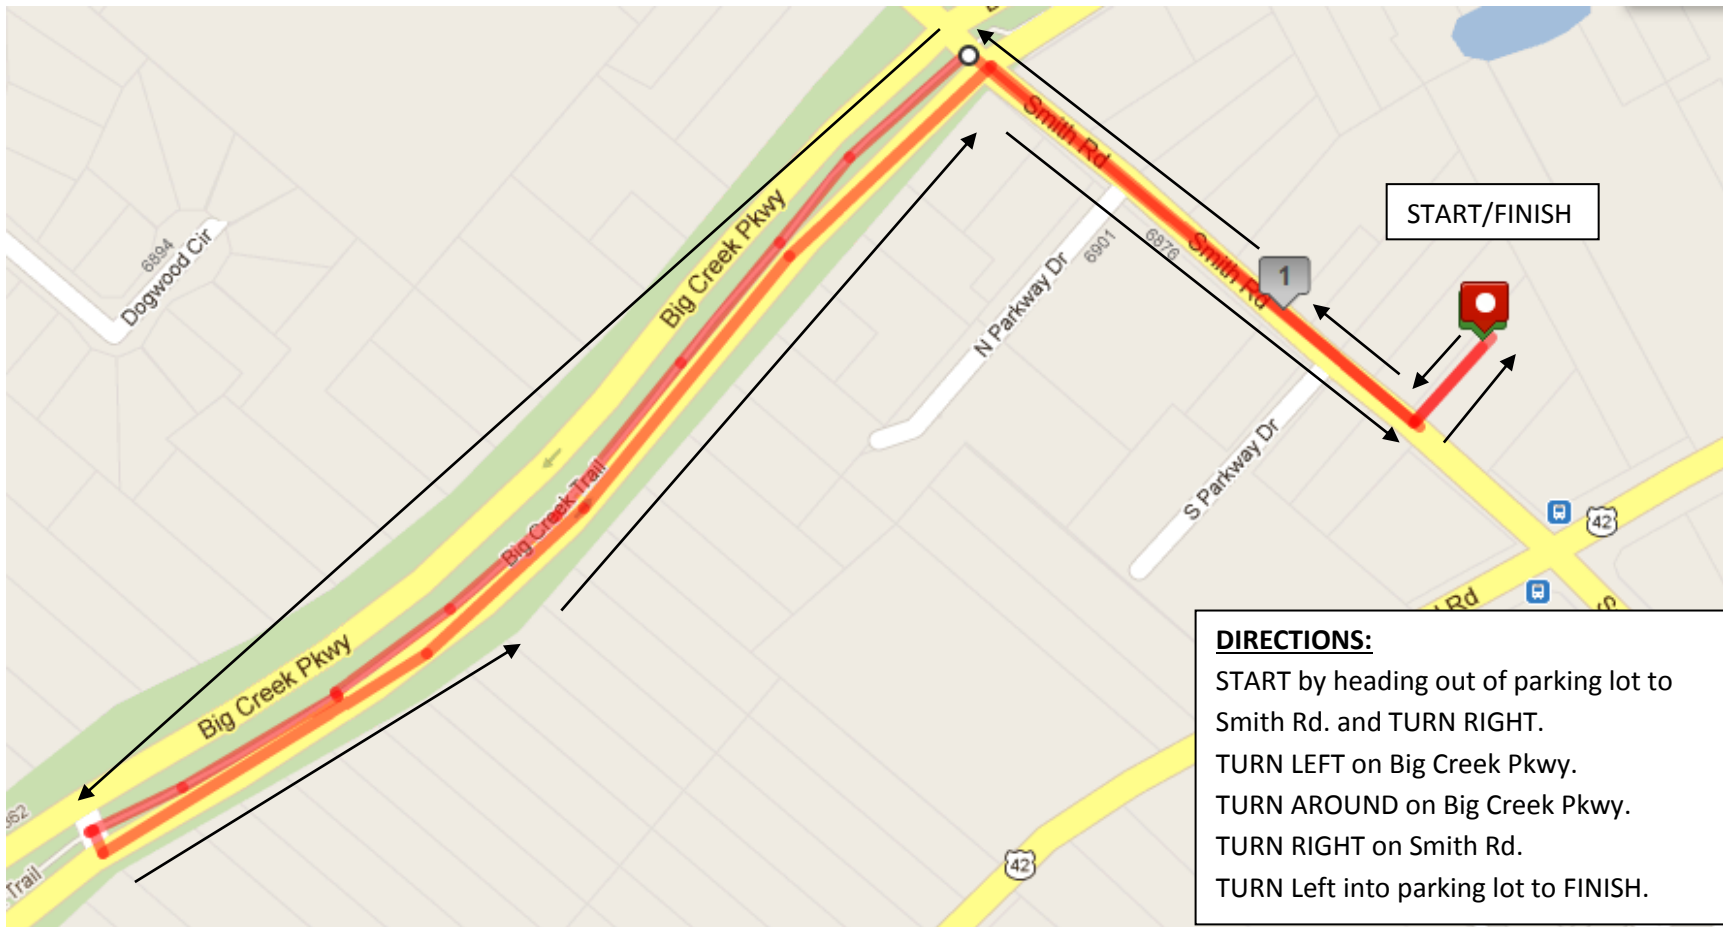 Smith Rd
START/FINISH
Big Creek Pkwy
6894
Dogwood Cir
6901
6876
Smith Rd
1
N Parkway Dr
Big Creek Trail
S Parkway Dr
42
Rd
Big Creek Pkwy
Trail
42
DIRECTIONS:
START by heading out of parking lot to
Smith Rd. and TURN RIGHT.
TURN LEFT on Big Creek Pkwy.
TURN AROUND on Big Creek Pkwy.
TURN RIGHT on Smith Rd.
TURN Left into parking lot to FINISH.